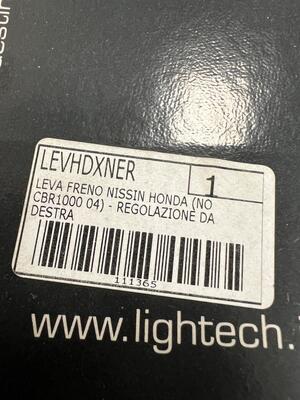 LEVHDXNER
1
LEVA FRENO NISSIN HONDA (NO
CBR1000 04) - REGOLAZIONE DA
DESTRA
111365
www.lightech.